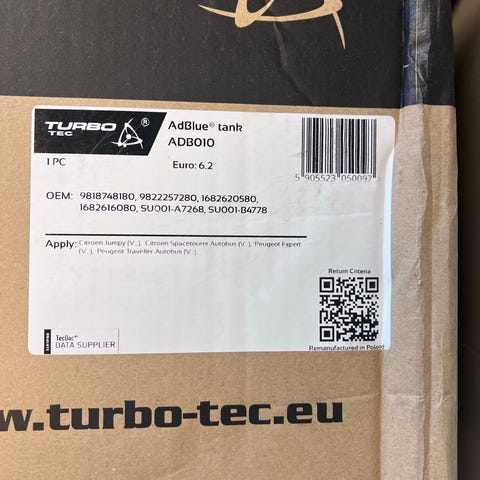 TURBO ®
TEC
AdBlue® tank
ADB010
1 PC
Euro: 6.2
5 905523 050097
OEM: 9818748180, 9822257280, 1682620580,
1682616080, SU001-A7268, SU001-B4778
Apply: Citroen Jumpy (V_), Citroen Spacetourer Autobus (V_), Peugeot Expert
(V_), Peugeot Traveller Autobus (V_),
Return Criteria
TecDoc
DATA SUPPLIER
Remanufactured in Poland
w.turbo-tec.eu